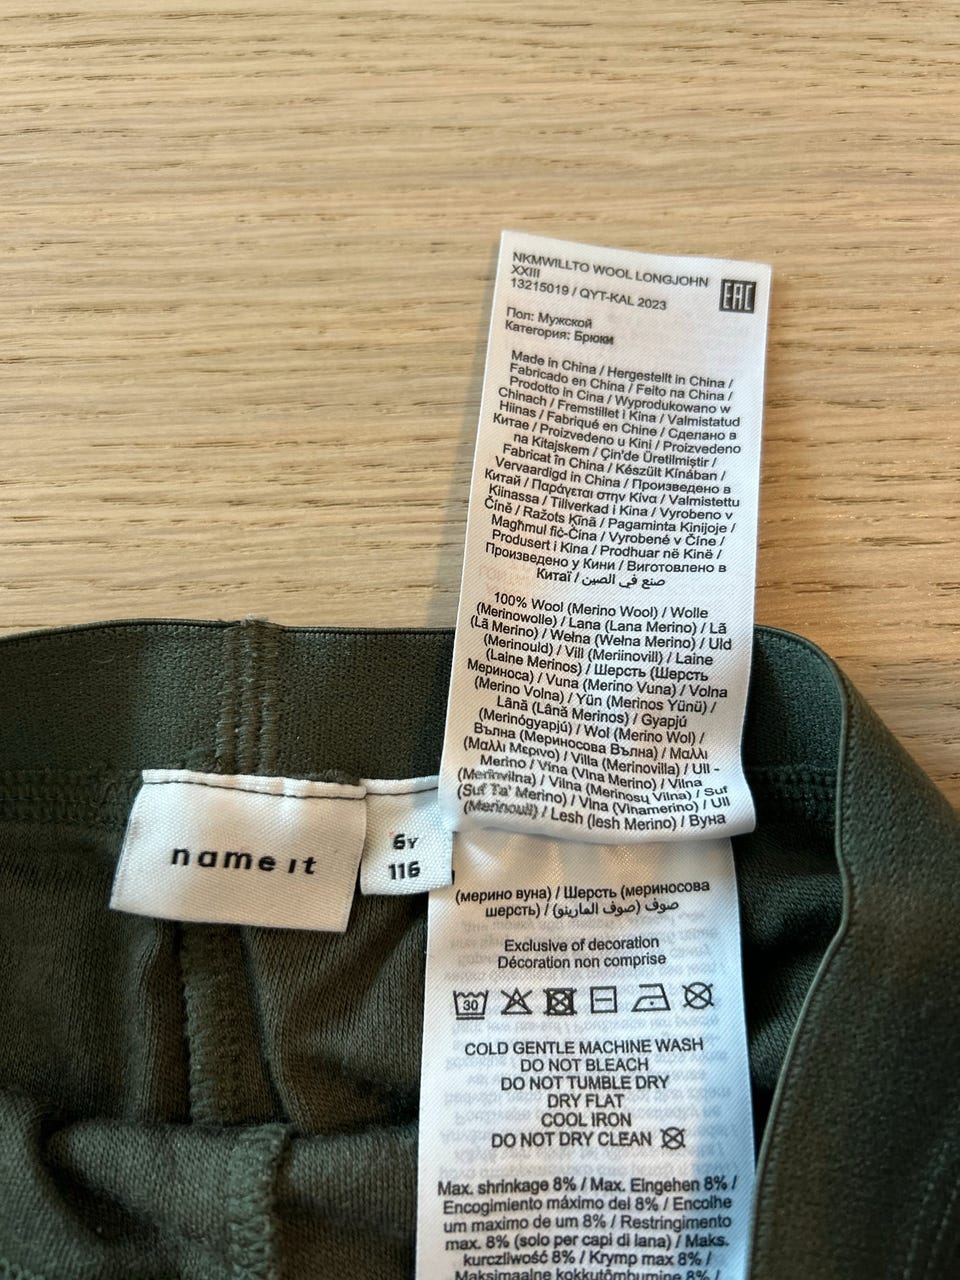 NKMWILLTO WOOL LONGJOHN
XXIII
13215019 / QYT-KAL 2023
EAC
Пол: Мужской
Категория: Брюки
Made in China / Hergestellt in China /
Fabricado en China / Feito na China /
Prodotto in Cina / Wyprodukowano w
Chinach / Fremstillet i Kina / Valmistatud
Hiinas / Fabriqué en Chine / Сделано в
Китае / Proizvedeno u Kini / Proizvedeno
na Kitajskem / Çin'de Üretilmiştir /
Fabricat în China / Készült Kínában /
Vervaardigd in China / Произведено в
Китай / Παράγεται στην Κίνα / Valmistettu
Kiinassa / Tillverkad i Kina / Vyrobeno v
Číně / Ražots Ķīnā / Pagaminta Kinijoje /
Magħmul fiċ-Ċina / Vyrobené v Číne /
Produsert i Kina / Prodhuar në Kinë /
Произведено у Кини / Виготовлено в
Китаї / صنع في الصين
100% Wool (Merino Wool) / Wolle
(Merinowolle) / Lana (Lana Merino) / Lã
(Lã Merino) / Wełna (Wełna Merino) / Uld
(Merinould) / Vill (Meriinovill) / Laine
(Laine Merinos) / Шерсть (Шерсть
Мериноса) / Vuna (Merino Vuna) / Volna
(Merino Volna) / Yün (Merinos Yünü) /
Lână (Lână Merinos) / Gyapjú
(Merinógyapjú) / Wol (Merino Wol) /
Вълна (Мериносова Вълна) / Μαλλι
(Μαλλι Μερινο) / Villa (Merinovilla) / Ull -
Merino / Vlna (Vlna Merino) / Vilna
(Merinvilna) / Vilna (Merinosų Vilna) / Suf
(Suf Ta' Merino) / Vlna (Vlnamerino) / Ull
(Merinoull) / Lesh (lesh Merino) / Вуна
name it
6Y
116
(мерино вуна) / Шерсть (мериносова
шерсть) / صوف (صوف المارينو)
Exclusive of decoration
Décoration non comprise
30
COLD GENTLE MACHINE WASH
DO NOT BLEACH
DO NOT TUMBLE DRY
DRY FLAT
COOL IRON
DO NOT DRY CLEAN
Max. shrinkage 8% / Max. Eingehen 8% /
Encogimiento máximo del 8% / Encolhe
um maximo de um 8% / Restringimento
max. 8% (solo per capi di lana) / Maks.
kurczliwość 8% / Krymp max 8% /
Maksimaalne kokkutõmbumine 8% /